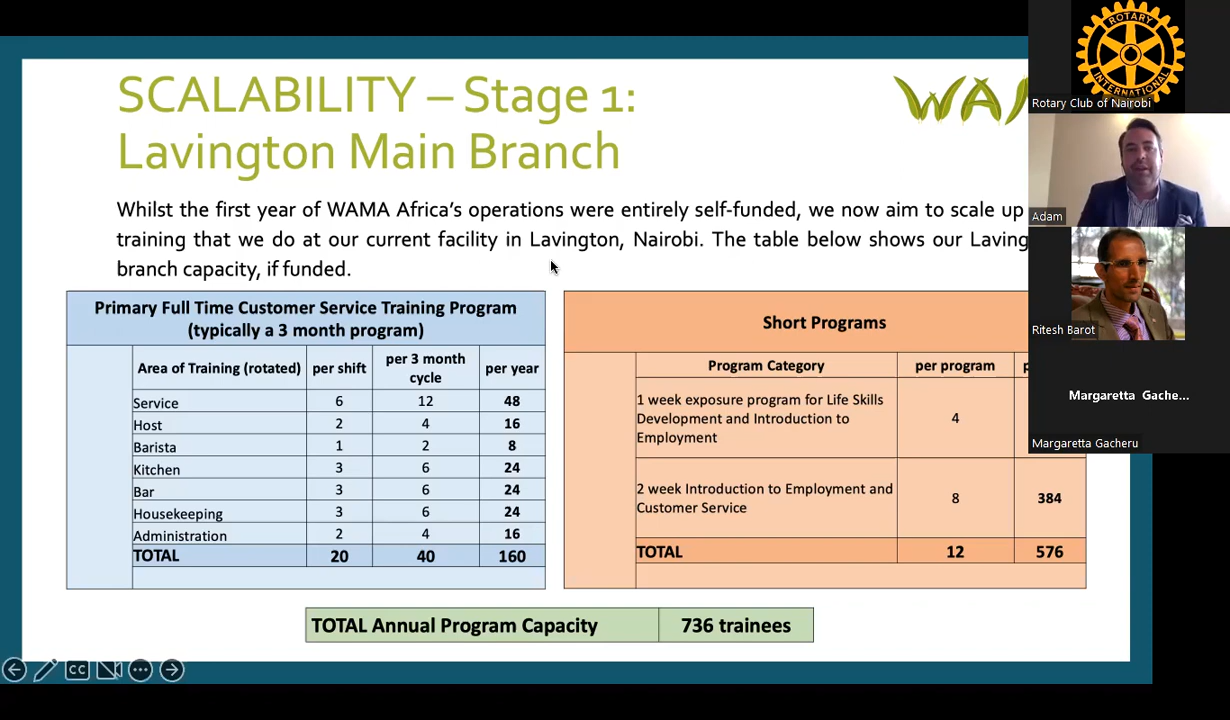 SCALABILITY – Stage 1:
Lavington Main Branch
Whilst the first year of WAMA Africa's operations were entirely self-funded, we now aim to scale up
training that we do at our current facility in Lavington, Nairobi. The table below shows our Laving
branch capacity, if funded.
Primary Full Time Customer Service Training Program
(typically a 3 month program)
Area of Training (rotated) per shift per 3 month cycle per year
Service 6 12 48
Host 2 4 16
Barista 1 2 8
Kitchen 3 6 24
Bar 3 6 24
Housekeeping 3 6 24
Administration 2 4 16
TOTAL 20 40 160
Short Programs
Program Category per program
1 week exposure program for Life Skills
Development and Introduction to
Employment
4
2 week Introduction to Employment and
Customer Service
8 384
TOTAL 12 576
TOTAL Annual Program Capacity 736 trainees
CC
ROTARY
INTERNATIONAL
Rotary Club of Nairobi
Adam
Ritesh Barot
Margaretta Gache...
Margaretta Gacheru